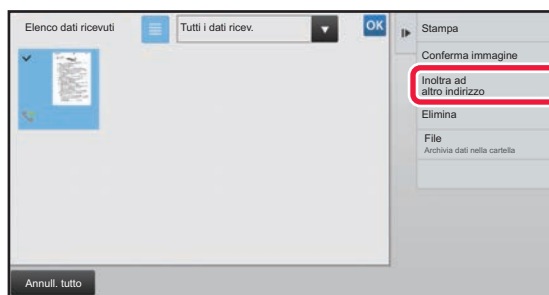 Elenco dati ricevuti
Tutti i dati ricev.
OK
Stampa
Conferma immagine
Inoltra ad
altro indirizzo
Elimina
File
Archivia dati nella cartella
Annull. tutto